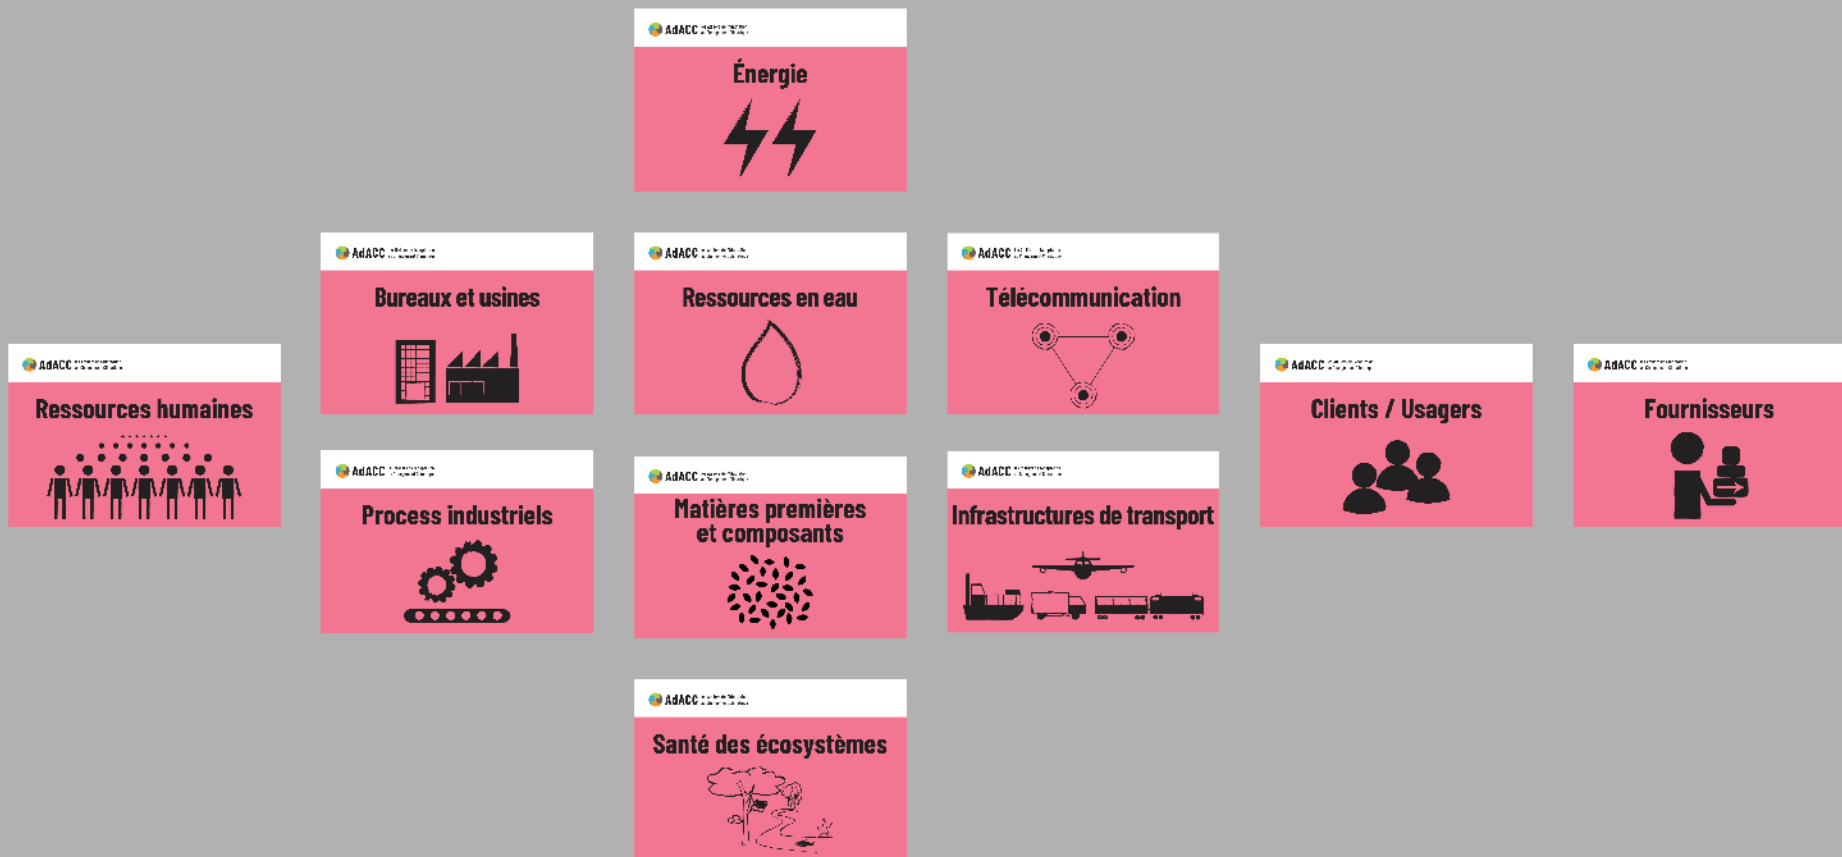 AdACC
Énergie
AdACC
Bureaux et usines
AdACC
Ressources en eau
AdACC
Télécommunication
AdACC
Ressources humaines
AdACC
Clients / Usagers
AdACC
Fournisseurs
AdACC
Process industriels
AdACC
Matières premières
et composants
AdACC
Infrastructures de transport
AdACC
Santé des écosystèmes